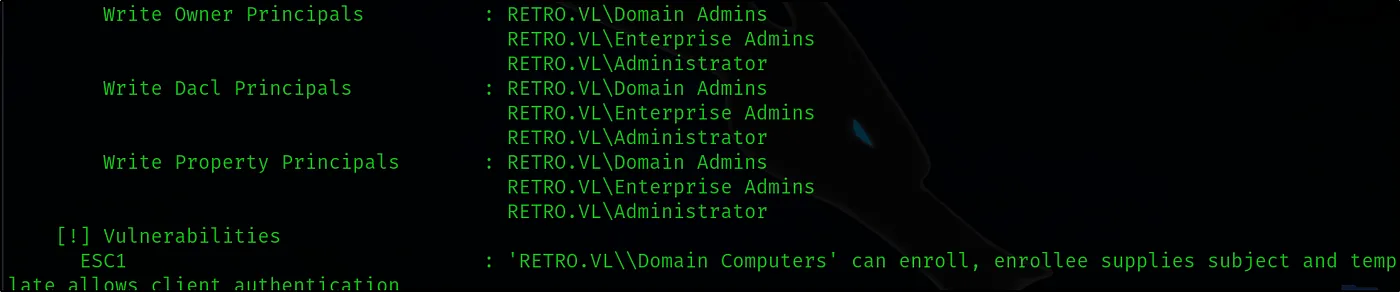 Write Owner Principals : RETRO.VL\Domain Admins
RETRO.VL\Enterprise Admins
RETRO.VL\Administrator
Write Dacl Principals : RETRO.VL\Domain Admins
RETRO.VL\Enterprise Admins
RETRO.VL\Administrator
Write Property Principals : RETRO.VL\Domain Admins
RETRO.VL\Enterprise Admins
RETRO.VL\Administrator
[!] Vulnerabilities
ESC1 : 'RETRO.VL\\Domain Computers' can enroll, enrollee supplies subject and temp
late allows client authentication